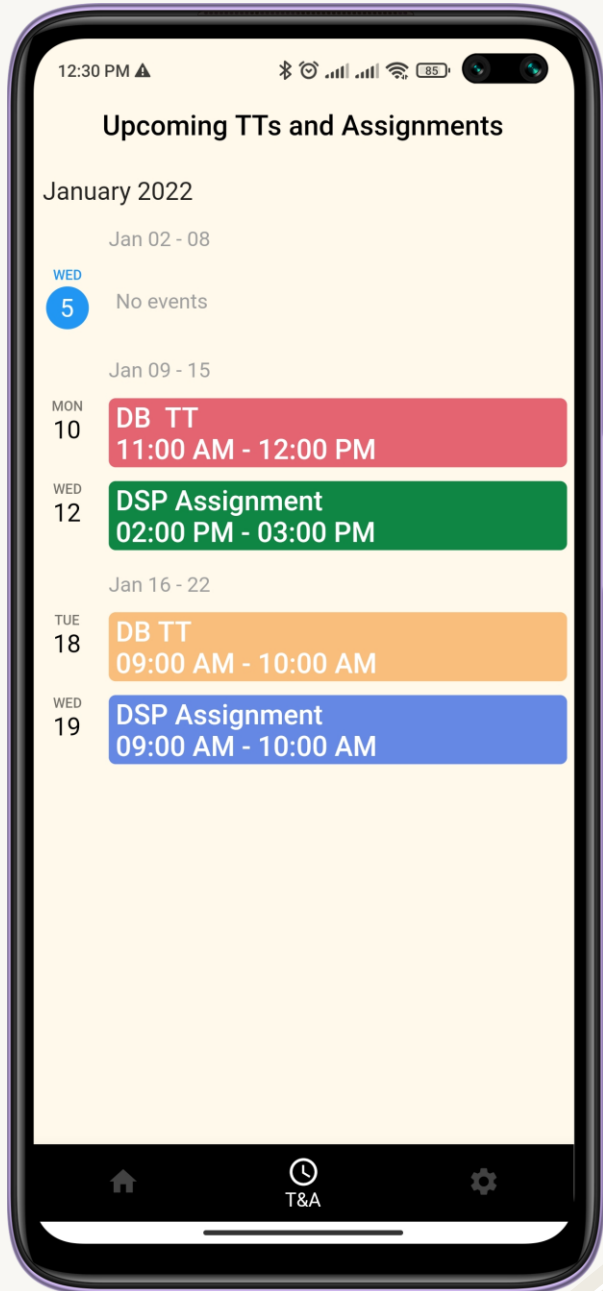 12:30 PM
85
Upcoming TTs and Assignments
January 2022
Jan 02 - 08
WED
5
No events
Jan 09 - 15
MON
10
DB  TT
11:00 AM - 12:00 PM
WED
12
DSP Assignment
02:00 PM - 03:00 PM
Jan 16 - 22
TUE
18
DB TT
09:00 AM - 10:00 AM
WED
19
DSP Assignment
09:00 AM - 10:00 AM
T&A